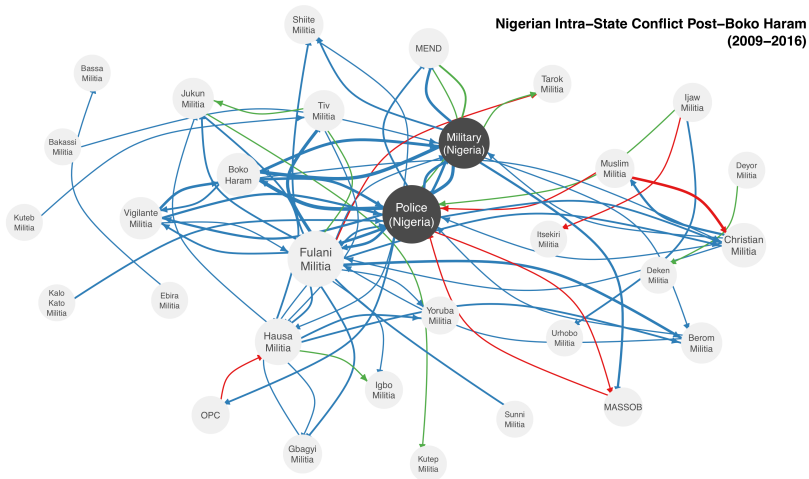 Nigerian Intra–State Conflict Post–Boko Haram
(2009–2016)
Shiite
Militia
MEND
Bassa
Militia
Tarok
Militia
Jukun
Militia
Tiv
Militia
Ijaw
Militia
Military
(Nigeria)
Bakassi
Militia
Boko
Haram
Muslim
Militia
Deyor
Militia
Kuteb
Militia
Vigilante
Militia
Police
(Nigeria)
Itsekiri
Militia
Christian
Militia
Fulani
Militia
Deken
Militia
Kalo
Kato
Militia
Ebira
Militia
Yoruba
Militia
Hausa
Militia
Urhobo
Militia
Berom
Militia
Igbo
Militia
OPC
Sunni
Militia
MASSOB
Gbagyi
Militia
Kutep
Militia